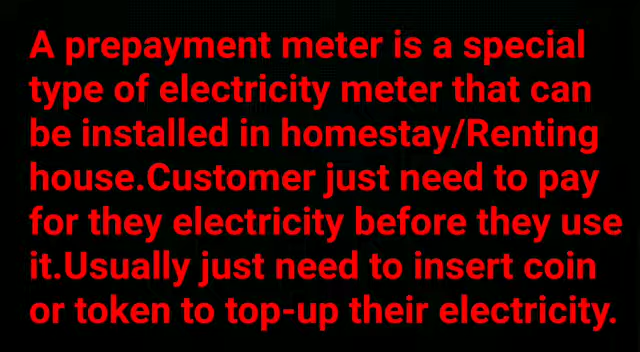 A prepayment meter is a special
type of electricity meter that can
be installed in homestay/Renting
house.Customer just need to pay
for they electricity before they use
it.Usually just need to insert coin
or token to top-up their electricity.